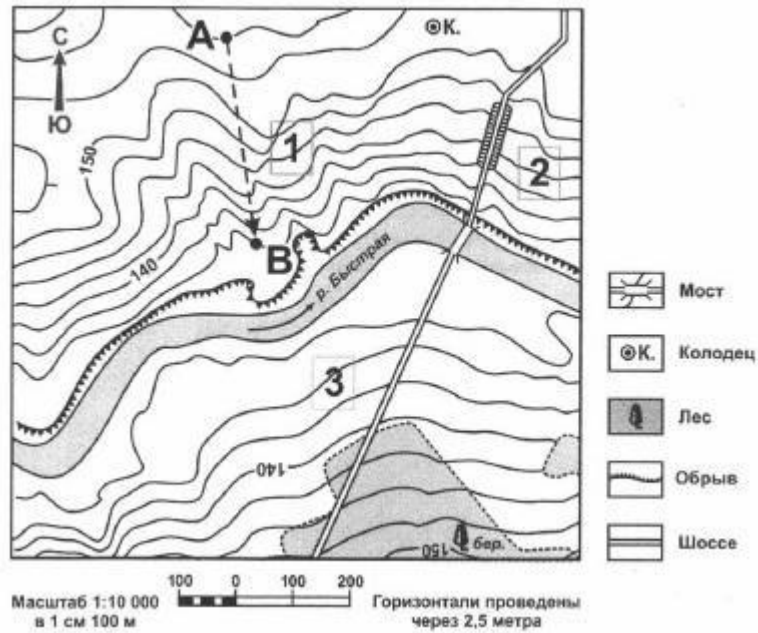 А
К.
С
Ю
1
2
150
140
В
р. Быстрая
3
140
бер.
150
Мост
К. Колодец
Лес
Обрыв
Шоссе
Масштаб 1:10 000
в 1 см 100 м
100 0 100 200
Горизонтали проведены
через 2,5 метра